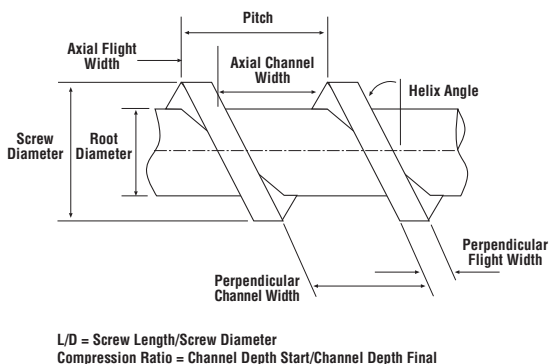 Pitch
Axial Flight
Width
Axial Channel
Width
Helix Angle
Screw
Diameter
Root
Diameter
Perpendicular
Flight Width
Perpendicular
Channel Width
L/D = Screw Length/Screw Diameter
Compression Ratio = Channel Depth Start/Channel Depth Final